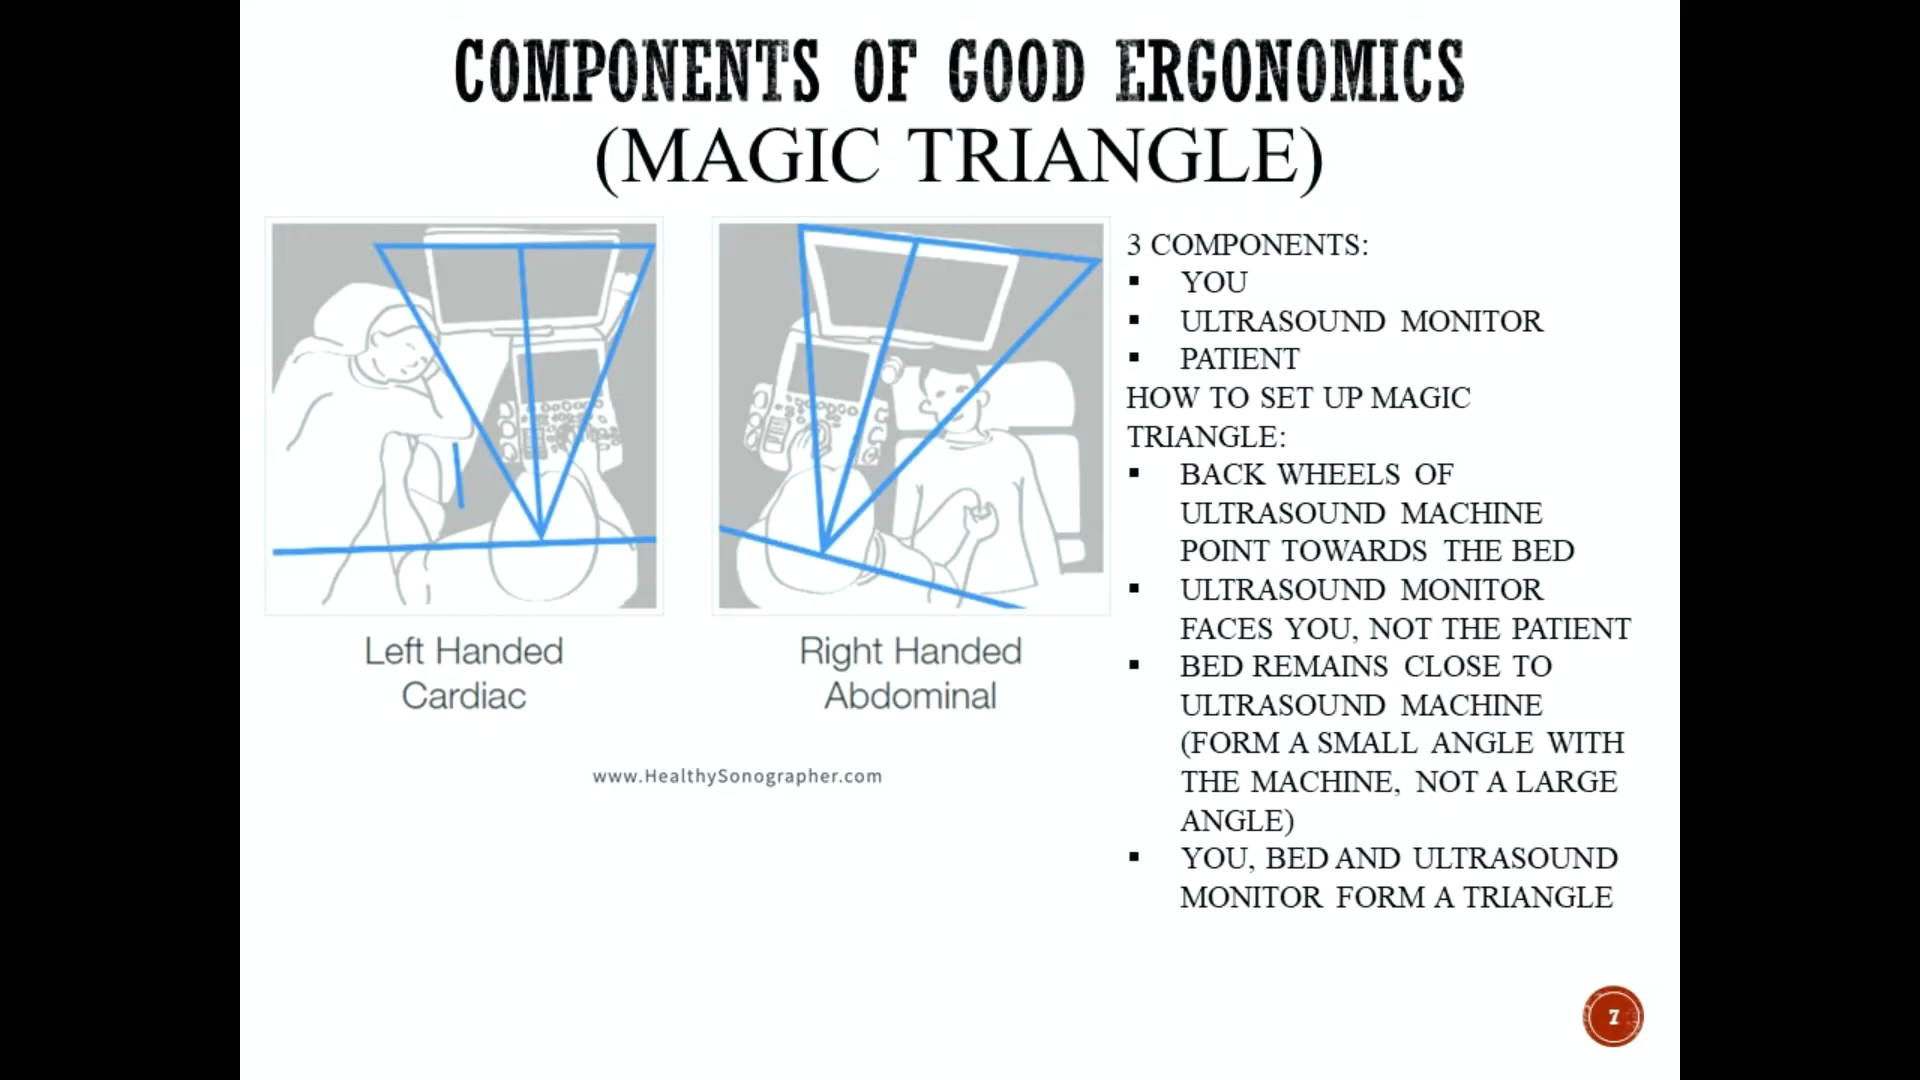 COMPONENTS OF GOOD ERGONOMICS
(MAGIC TRIANGLE)
Left Handed
Cardiac
Right Handed
Abdominal
www.HealthySonographer.com
3 COMPONENTS:
▪ YOU
▪ ULTRASOUND MONITOR
▪ PATIENT
HOW TO SET UP MAGIC
TRIANGLE:
▪ BACK WHEELS OF
ULTRASOUND MACHINE
POINT TOWARDS THE BED
▪ ULTRASOUND MONITOR
FACES YOU, NOT THE PATIENT
▪ BED REMAINS CLOSE TO
ULTRASOUND MACHINE
(FORM A SMALL ANGLE WITH
THE MACHINE, NOT A LARGE
ANGLE)
▪ YOU, BED AND ULTRASOUND
MONITOR FORM A TRIANGLE
7